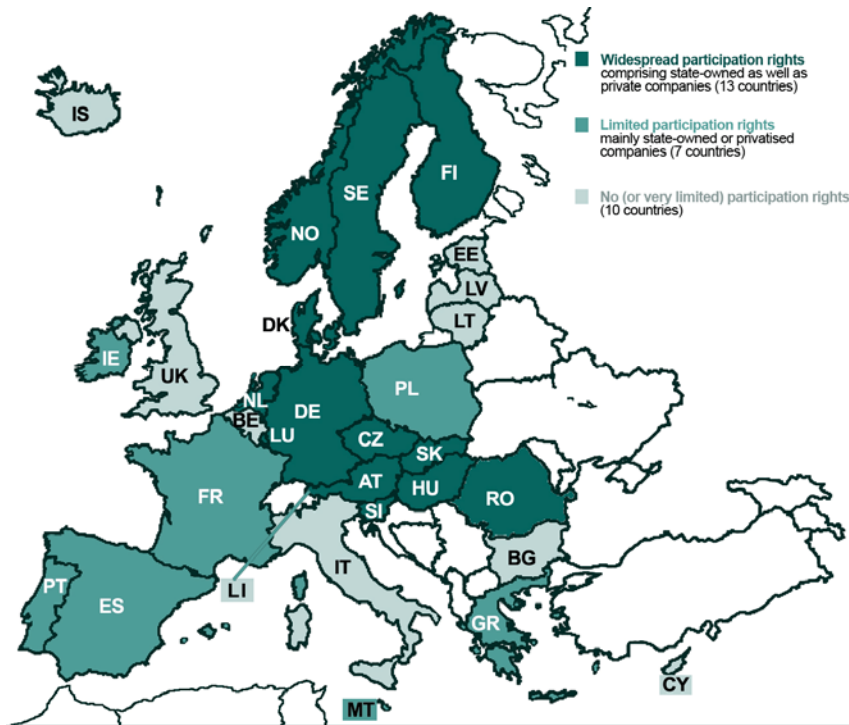 Widespread participation rights
comprising state-owned as well as
private companies (13 countries)
Limited participation rights
mainly state-owned or privatised
companies (7 countries)
No (or very limited) participation rights
(10 countries)
IS
FI
SE
NO
EE
LV
DK
LT
IE
UK
NL
PL
BE
DE
LU
CZ
SK
AT
HU
FR
RO
SI
BG
IT
PT
LI
ES
GR
CY
MT